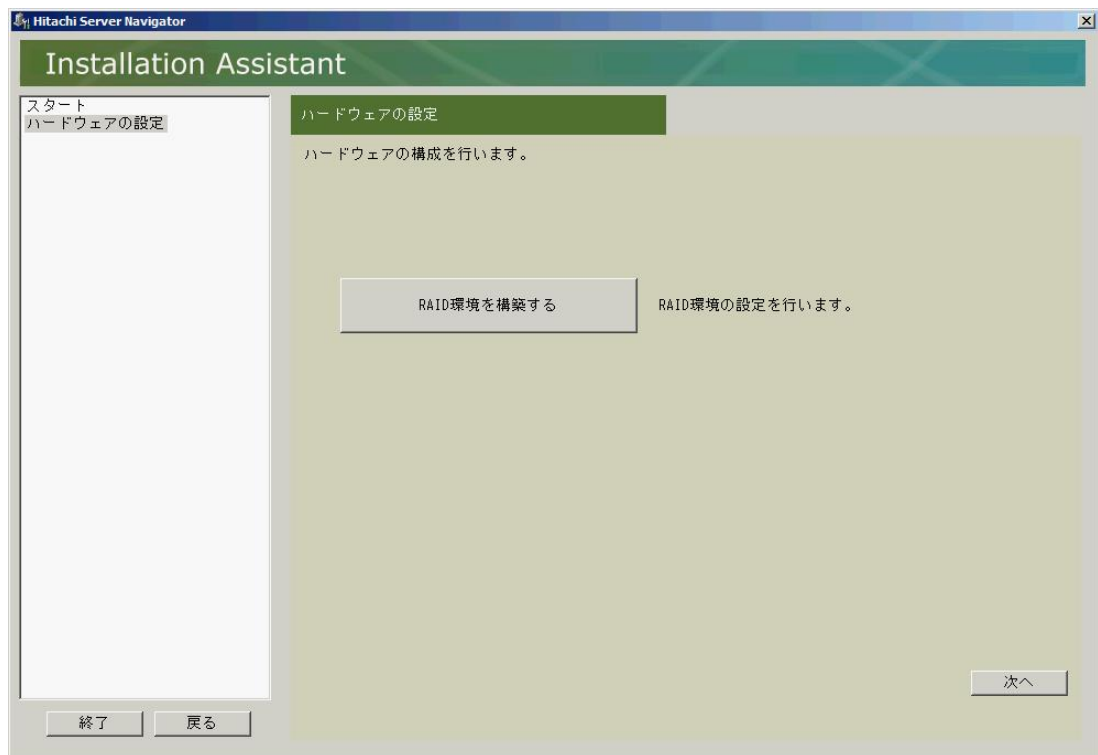 Hitachi Server Navigator
Installation Assistant
スタート
ハードウェアの設定
ハードウェアの設定
ハードウェアの構成を行います。
RAID環境を構築する
RAID環境の設定を行います。
次へ
終了
戻る